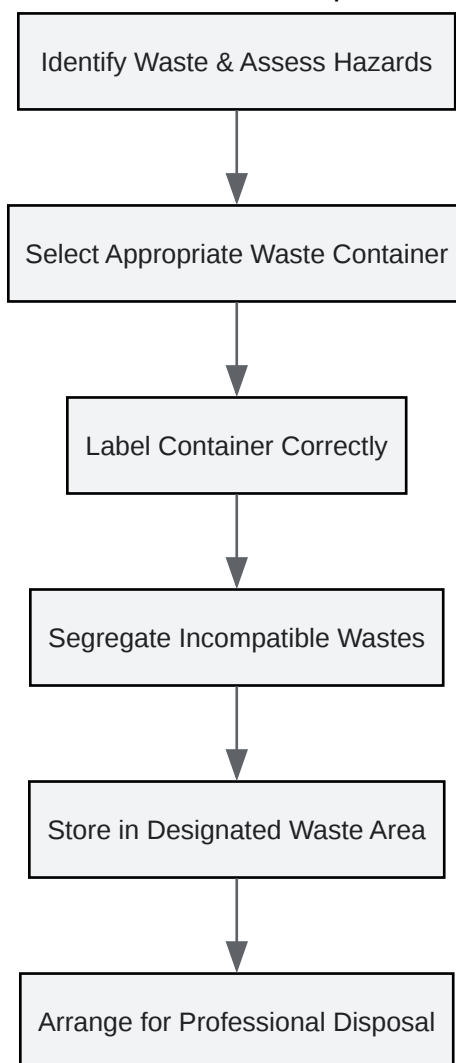 Identify Waste & Assess Hazards
Select Appropriate Waste Container
Label Container Correctly
Segregate Incompatible Wastes
Store in Designated Waste Area
Arrange for Professional Disposal